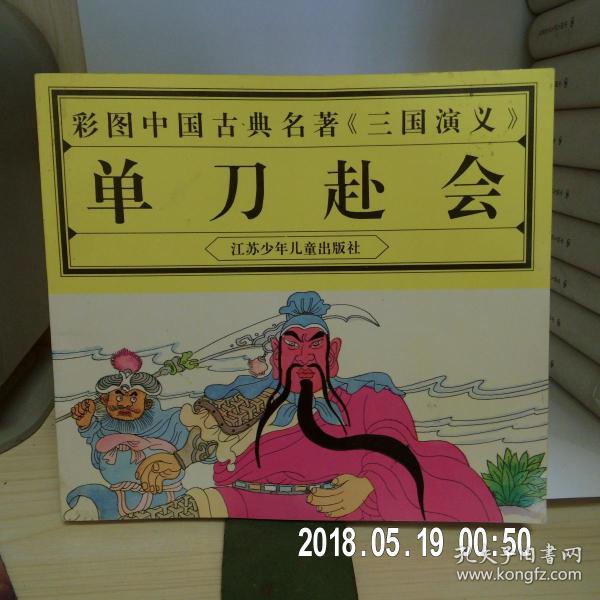 彩图中国古典名著《三国演义》
单刀赴会
江苏少年儿童出版社
2018.05.19 00:50
孔夫子旧书网
www.kongfz.com